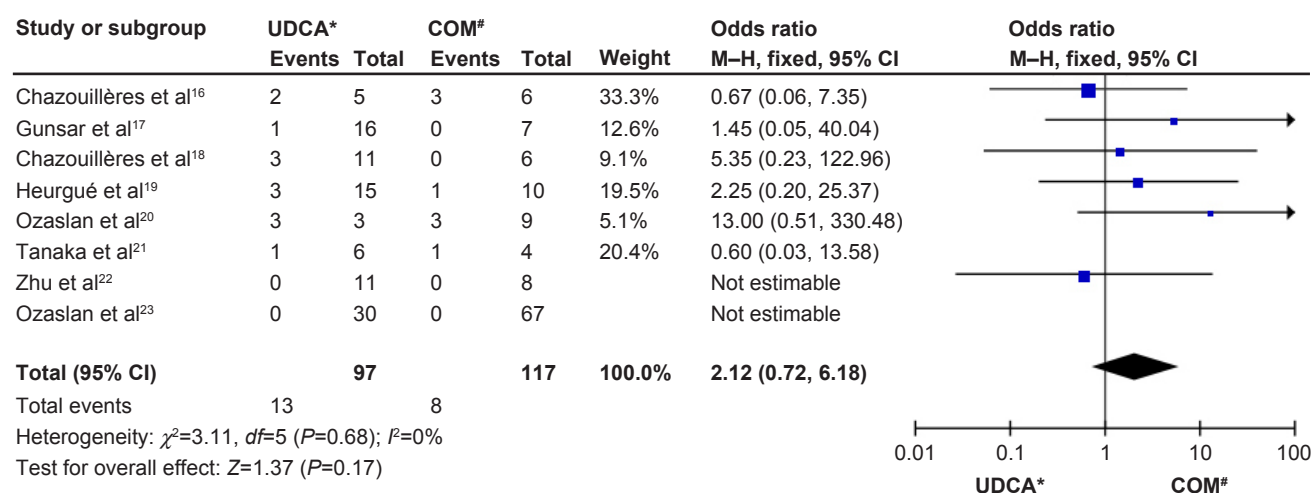 Study or subgroup UDCA* COM# Odds ratio Odds ratio
Events Total Events Total Weight M–H, fixed, 95% CI M–H, fixed, 95% CI
Chazouillères et al16 2 5 3 6 33.3% 0.67 (0.06, 7.35)
Gunsar et al17 1 16 0 7 12.6% 1.45 (0.05, 40.04)
Chazouillères et al18 3 11 0 6 9.1% 5.35 (0.23, 122.96)
Heurgué et al19 3 15 1 10 19.5% 2.25 (0.20, 25.37)
Ozaslan et al20 3 3 3 9 5.1% 13.00 (0.51, 330.48)
Tanaka et al21 1 6 1 4 20.4% 0.60 (0.03, 13.58)
Zhu et al22 0 11 0 8 Not estimable
Ozaslan et al23 0 30 0 67 Not estimable
Total (95% CI) 97 117 100.0% 2.12 (0.72, 6.18)
Total events 13 8
Heterogeneity: χ2=3.11, df=5 (P=0.68); I2=0%
Test for overall effect: Z=1.37 (P=0.17)
0.01 0.1 1 10 100
UDCA* COM#